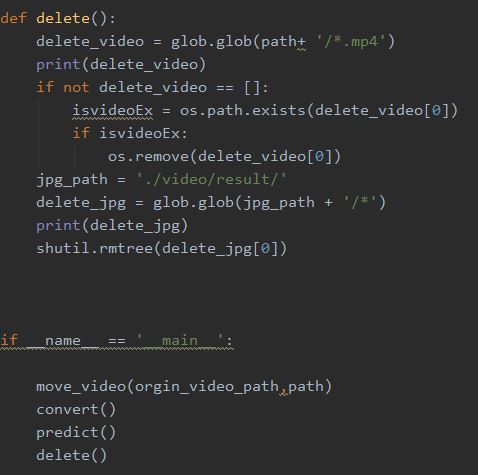 def delete():
    delete_video = glob.glob(path+ '/*.mp4')
    print(delete_video)
    if not delete_video == []:
        isvideoEx = os.path.exists(delete_video[0])
        if isvideoEx:
            os.remove(delete_video[0])
    jpg_path = './video/result/'
    delete_jpg = glob.glob(jpg_path + '/*')
    print(delete_jpg)
    shutil.rmtree(delete_jpg[0])
if __name__ == '__main__':
    move_video(orgin_video_path,path)
    convert()
    predict()
    delete()